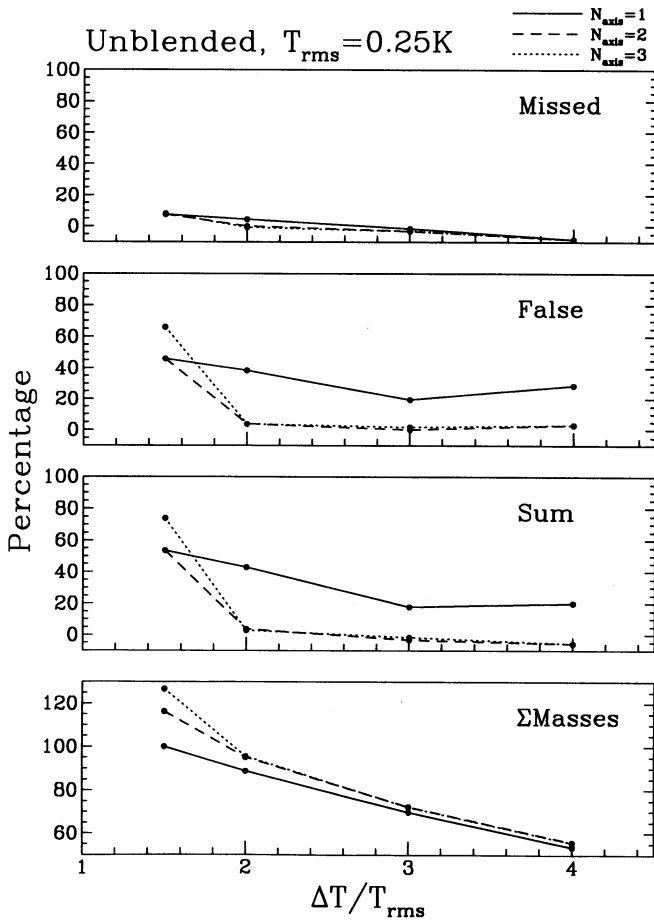 N_axis=1
N_axis=2
N_axis=3
Unblended, T_rms=0.25K
Percentage
100
80
60
40
20
0
Missed
100
80
60
40
20
0
False
100
80
60
40
20
0
Sum
120
100
80
60
ΣMasses
1 2 3 4
ΔT/T_rms